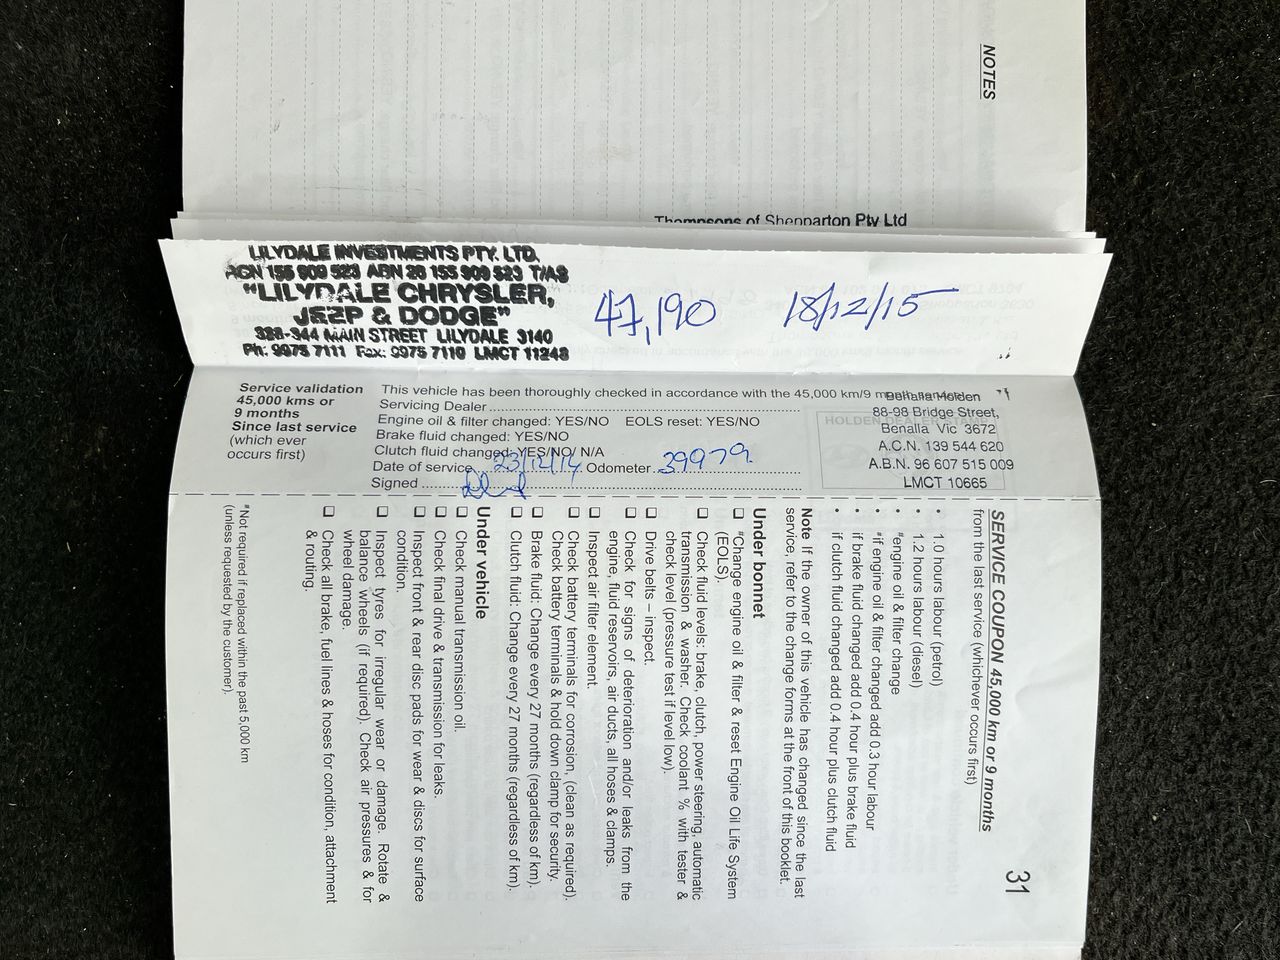 NOTES
Thompsons of Shepparton Pty Ltd
LILYDALE INVESTMENTS PTY. LTD.
ACN 155 909 523 ABN 28 155 909 523 T/AS
"LILYDALE CHRYSLER,
JEEP & DODGE"
328-344 MAIN STREET LILYDALE 3140
Ph: 9975 7111 Fax: 9975 7110 LMCT 11248
47,190
18/12/15
Service validation
45,000 kms or
9 months
Since last service
(which ever
occurs first)
This vehicle has been thoroughly checked in accordance with the 45,000 km/9
Servicing Dealer
Engine oil & filter changed: YES/NO EOLS reset: YES/NO
Brake fluid changed: YES/NO
Clutch fluid changed: YES/NO/ N/A
Date of service 23/12/14 Odometer 39979
Signed
Benalla Holden
88-98 Bridge Street,
Benalla Vic 3672
A.C.N. 139 544 620
A.B.N. 96 607 515 009
LMCT 10665
31
SERVICE COUPON 45,000 km or 9 months
from the last service (whichever occurs first)
• 1.0 hours labour (petrol)
• 1.2 hours labour (diesel)
• *engine oil & filter change
• *if engine oil & filter changed add 0.3 hour labour
• if brake fluid changed add 0.4 hour plus brake fluid
• if clutch fluid changed add 0.4 hour plus clutch fluid
Note If the owner of this vehicle has changed since the last
service, refer to the change forms at the front of this booklet.
Under bonnet
❑ *Change engine oil & filter & reset Engine Oil Life System
(EOLS).
❑ Check fluid levels: brake, clutch, power steering, automatic
transmission & washer. Check coolant % with tester &
check level (pressure test if level low).
❑ Drive belts – inspect.
❑ Check for signs of deterioration and/or leaks from the
engine, fluid reservoirs, air ducts, all hoses & clamps.
❑ Inspect air filter element.
❑ Check battery terminals for corrosion, (clean as required).
Check battery terminals & hold down clamp for security.
❑ Brake fluid: Change every 27 months (regardless of km).
❑ Clutch fluid: Change every 27 months (regardless of km).
Under vehicle
❑ Check manual transmission oil.
❑ Check final drive & transmission for leaks.
❑ Inspect front & rear disc pads for wear & discs for surface
condition.
❑ Inspect tyres for irregular wear or damage. Rotate &
balance wheels (if required). Check air pressures & for
wheel damage.
❑ Check all brake, fuel lines & hoses for condition, attachment
& routing.
*Not required if replaced within the past 5,000 km
(unless requested by the customer).